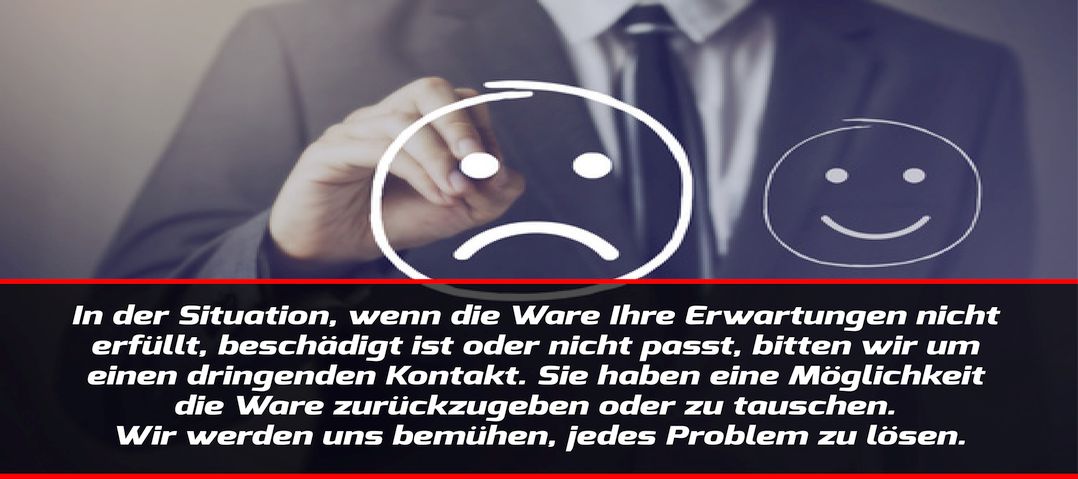 In der Situation, wenn die Ware Ihre Erwartungen nicht
erfüllt, beschädigt ist oder nicht passt, bitten wir um
einen dringenden Kontakt. Sie haben eine Möglichkeit
die Ware zurückzugeben oder zu tauschen.
Wir werden uns bemühen, jedes Problem zu lösen.